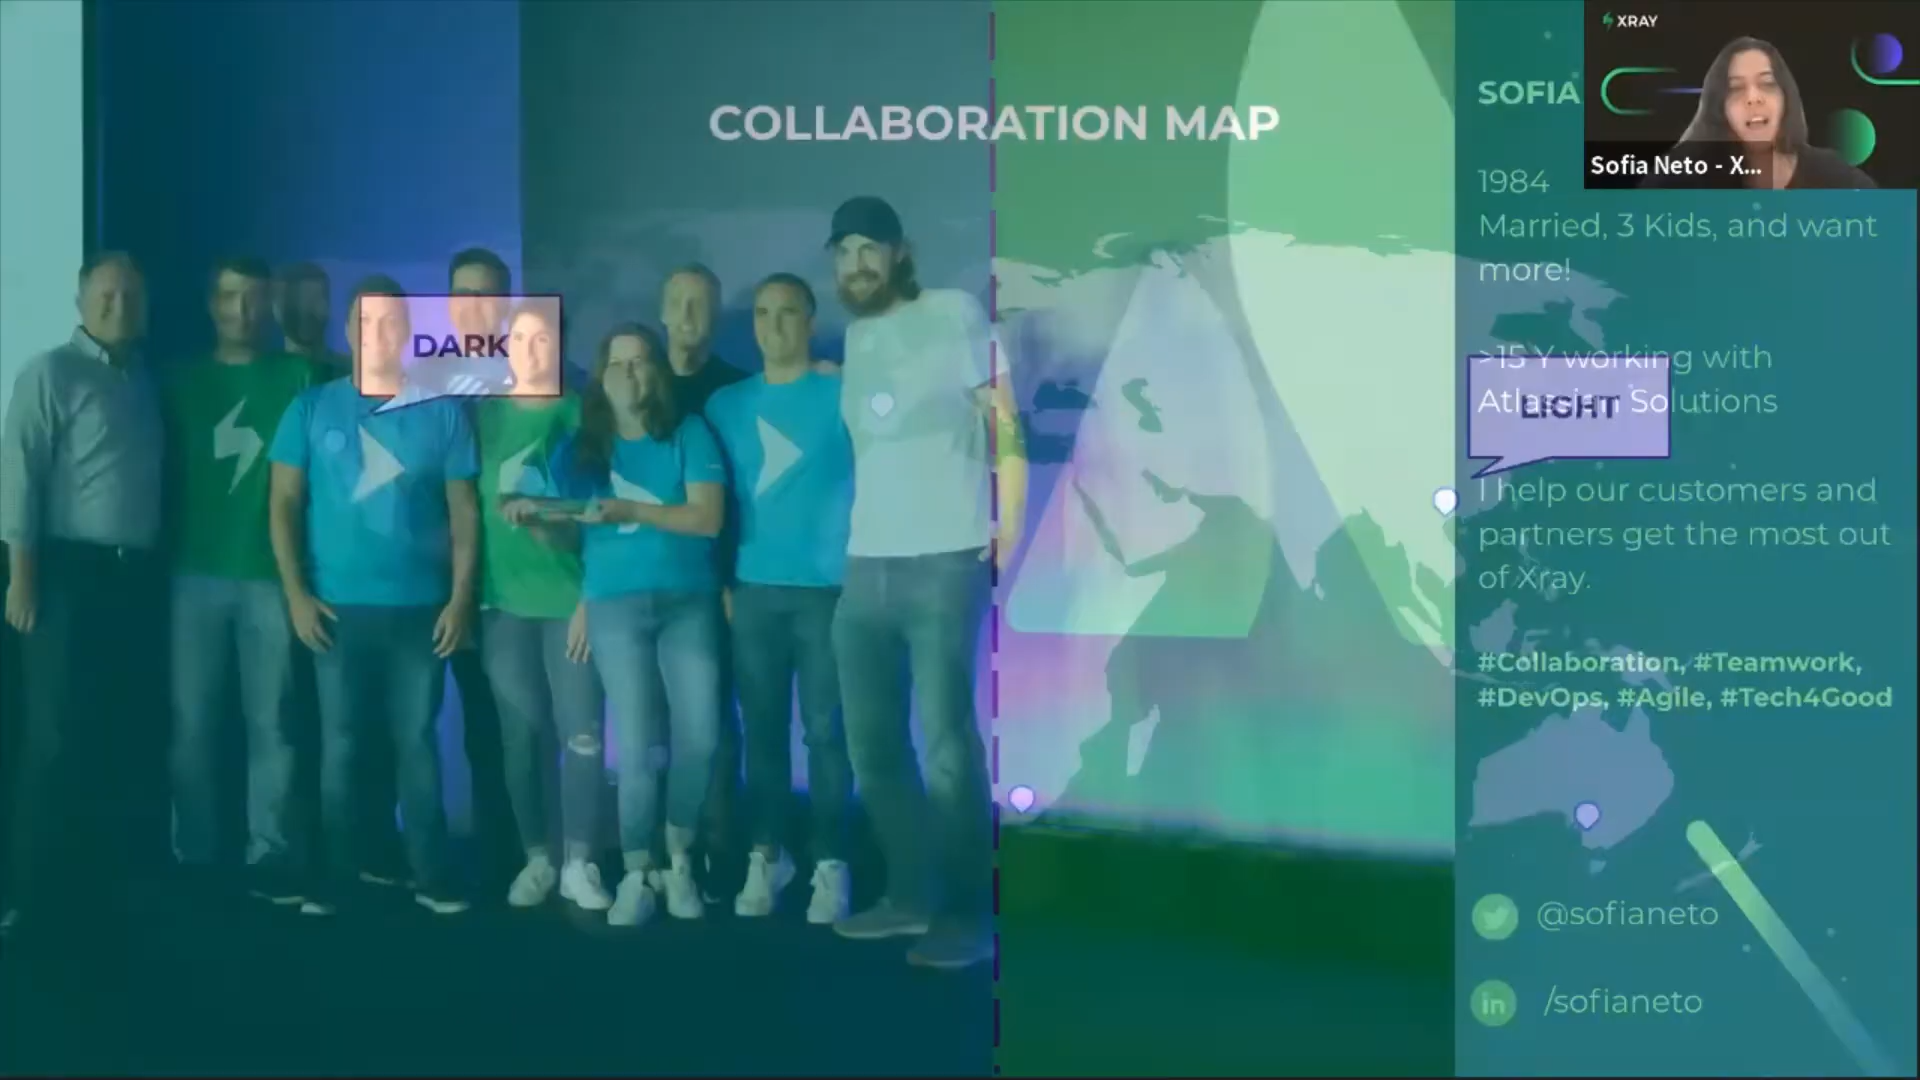 COLLABORATION MAP
XRAY
Sofia Neto - X...
SOFIA
1984
Married, 3 Kids, and want
more!
DARK
>15 Y working with
Atlassian Solutions
LIGHT
I help our customers and
partners get the most out
of Xray.
#Collaboration, #Teamwork,
#DevOps, #Agile, #Tech4Good
@sofianeto
in /sofianeto